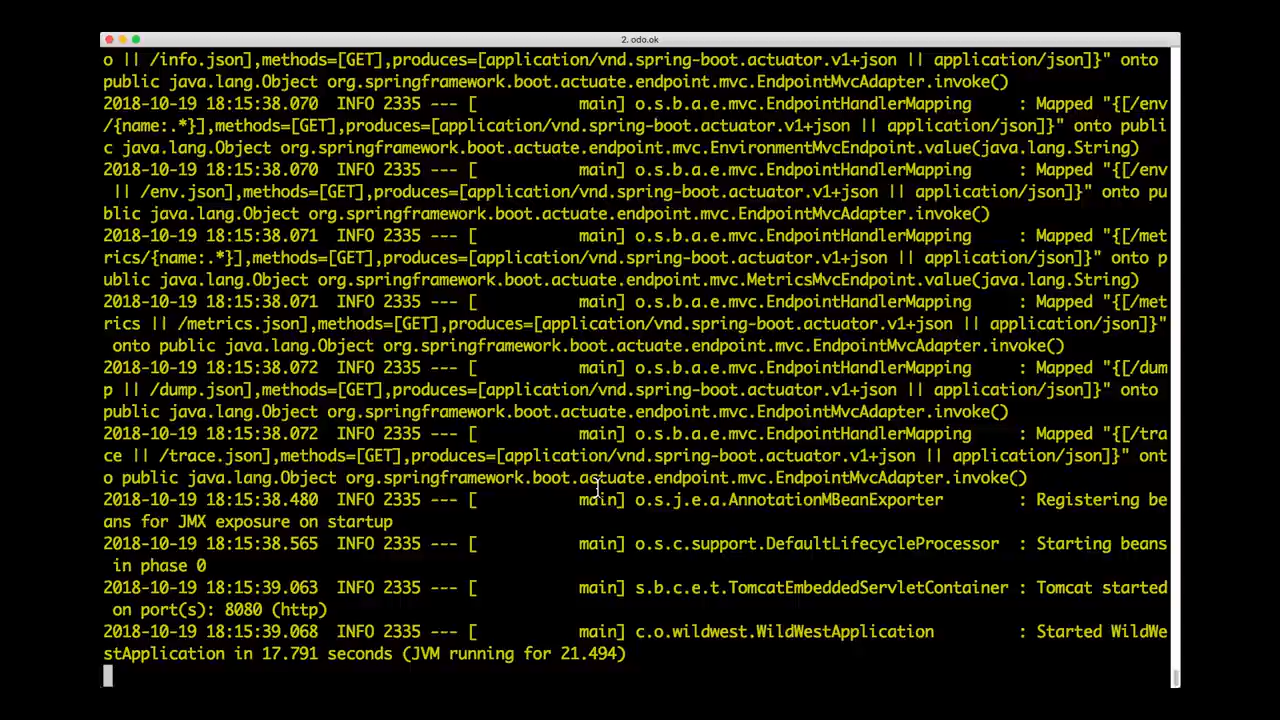 2. odo.ok
o || /info.json],methods=[GET],produces=[application/vnd.spring-boot.actuator.v1+json || application/json]}" onto
public java.lang.Object org.springframework.boot.actuate.endpoint.mvc.EndpointMvcAdapter.invoke()
2018-10-19 18:15:38.070  INFO 2335 --- [           main] o.s.b.a.e.mvc.EndpointHandlerMapping     : Mapped "{[/env
/{name:.*}],methods=[GET],produces=[application/vnd.spring-boot.actuator.v1+json || application/json]}" onto publi
c java.lang.Object org.springframework.boot.actuate.endpoint.mvc.EnvironmentMvcEndpoint.value(java.lang.String)
2018-10-19 18:15:38.070  INFO 2335 --- [           main] o.s.b.a.e.mvc.EndpointHandlerMapping     : Mapped "{[/env
 || /env.json],methods=[GET],produces=[application/vnd.spring-boot.actuator.v1+json || application/json]}" onto pu
blic java.lang.Object org.springframework.boot.actuate.endpoint.mvc.EndpointMvcAdapter.invoke()
2018-10-19 18:15:38.071  INFO 2335 --- [           main] o.s.b.a.e.mvc.EndpointHandlerMapping     : Mapped "{[/met
rics/{name:.*}],methods=[GET],produces=[application/vnd.spring-boot.actuator.v1+json || application/json]}" onto p
ublic java.lang.Object org.springframework.boot.actuate.endpoint.mvc.MetricsMvcEndpoint.value(java.lang.String)
2018-10-19 18:15:38.071  INFO 2335 --- [           main] o.s.b.a.e.mvc.EndpointHandlerMapping     : Mapped "{[/met
rics || /metrics.json],methods=[GET],produces=[application/vnd.spring-boot.actuator.v1+json || application/json]}"
 onto public java.lang.Object org.springframework.boot.actuate.endpoint.mvc.EndpointMvcAdapter.invoke()
2018-10-19 18:15:38.072  INFO 2335 --- [           main] o.s.b.a.e.mvc.EndpointHandlerMapping     : Mapped "{[/dum
p || /dump.json],methods=[GET],produces=[application/vnd.spring-boot.actuator.v1+json || application/json]}" onto
public java.lang.Object org.springframework.boot.actuate.endpoint.mvc.EndpointMvcAdapter.invoke()
2018-10-19 18:15:38.072  INFO 2335 --- [           main] o.s.b.a.e.mvc.EndpointHandlerMapping     : Mapped "{[/tra
ce || /trace.json],methods=[GET],produces=[application/vnd.spring-boot.actuator.v1+json || application/json]}" ont
o public java.lang.Object org.springframework.boot.actuate.endpoint.mvc.EndpointMvcAdapter.invoke()
2018-10-19 18:15:38.480  INFO 2335 --- [           main] o.s.j.e.a.AnnotationMBeanExporter        : Registering be
ans for JMX exposure on startup
2018-10-19 18:15:38.565  INFO 2335 --- [           main] o.s.c.support.DefaultLifecycleProcessor  : Starting beans
 in phase 0
2018-10-19 18:15:39.063  INFO 2335 --- [           main] s.b.c.e.t.TomcatEmbeddedServletContainer : Tomcat started
 on port(s): 8080 (http)
2018-10-19 18:15:39.068  INFO 2335 --- [           main] c.o.wildwest.WildWestApplication         : Started WildWe
stApplication in 17.791 seconds (JVM running for 21.494)